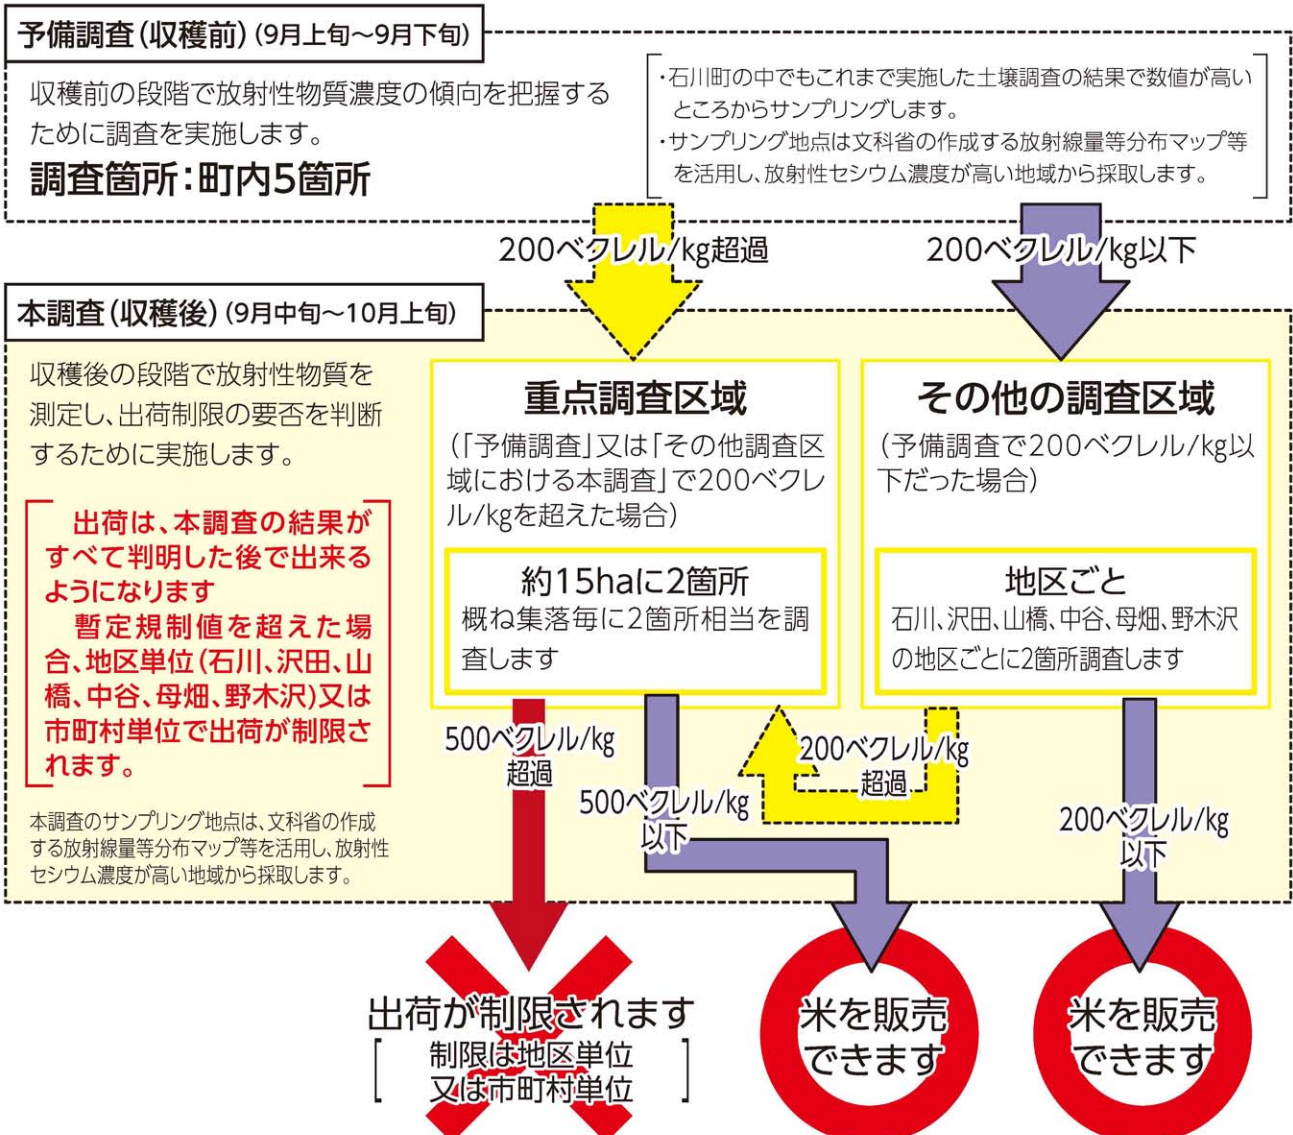 予備調査(収穫前)(9月上旬～9月下旬)
収穫前の段階で放射性物質濃度の傾向を把握する
ために調査を実施します。
調査箇所：町内5箇所
・石川町の中でもこれまで実施した土壌調査の結果で数値が高い
ところからサンプリングします。
・サンプリング地点は文科省の作成する放射線量等分布マップ等
を活用し、放射性セシウム濃度が高い地域から採取します。
200ベクレル/kg超過
200ベクレル/kg以下
本調査(収穫後)(9月中旬～10月上旬)
収穫後の段階で放射性物質を
測定し、出荷制限の要否を判断
するために実施します。
出荷は、本調査の結果が
すべて判明した後で出来る
ようになります
暫定規制値を超えた場
合、地区単位(石川、沢田、山
橋、中谷、母畑、野木沢)又は
市町村単位で出荷が制限さ
れます。
本調査のサンプリング地点は、文科省の作成
する放射線量等分布マップ等を活用し、放射性
セシウム濃度が高い地域から採取します。
重点調査区域
(「予備調査」又は「その他調査区
域における本調査」で200ベクレ
ル/kgを超えた場合)
約15haに2箇所
概ね集落毎に2箇所相当を調
査します
その他の調査区域
(予備調査で200ベクレル/kg以
下だった場合)
地区ごと
石川、沢田、山橋、中谷、母畑、野木沢
の地区ごとに2箇所調査します
500ベクレル/kg
超過
500ベクレル/kg
以下
200ベクレル/kg
超過
200ベクレル/kg
以下
出荷が制限されます
制限は地区単位
又は市町村単位
米を販売
できます
米を販売
できます